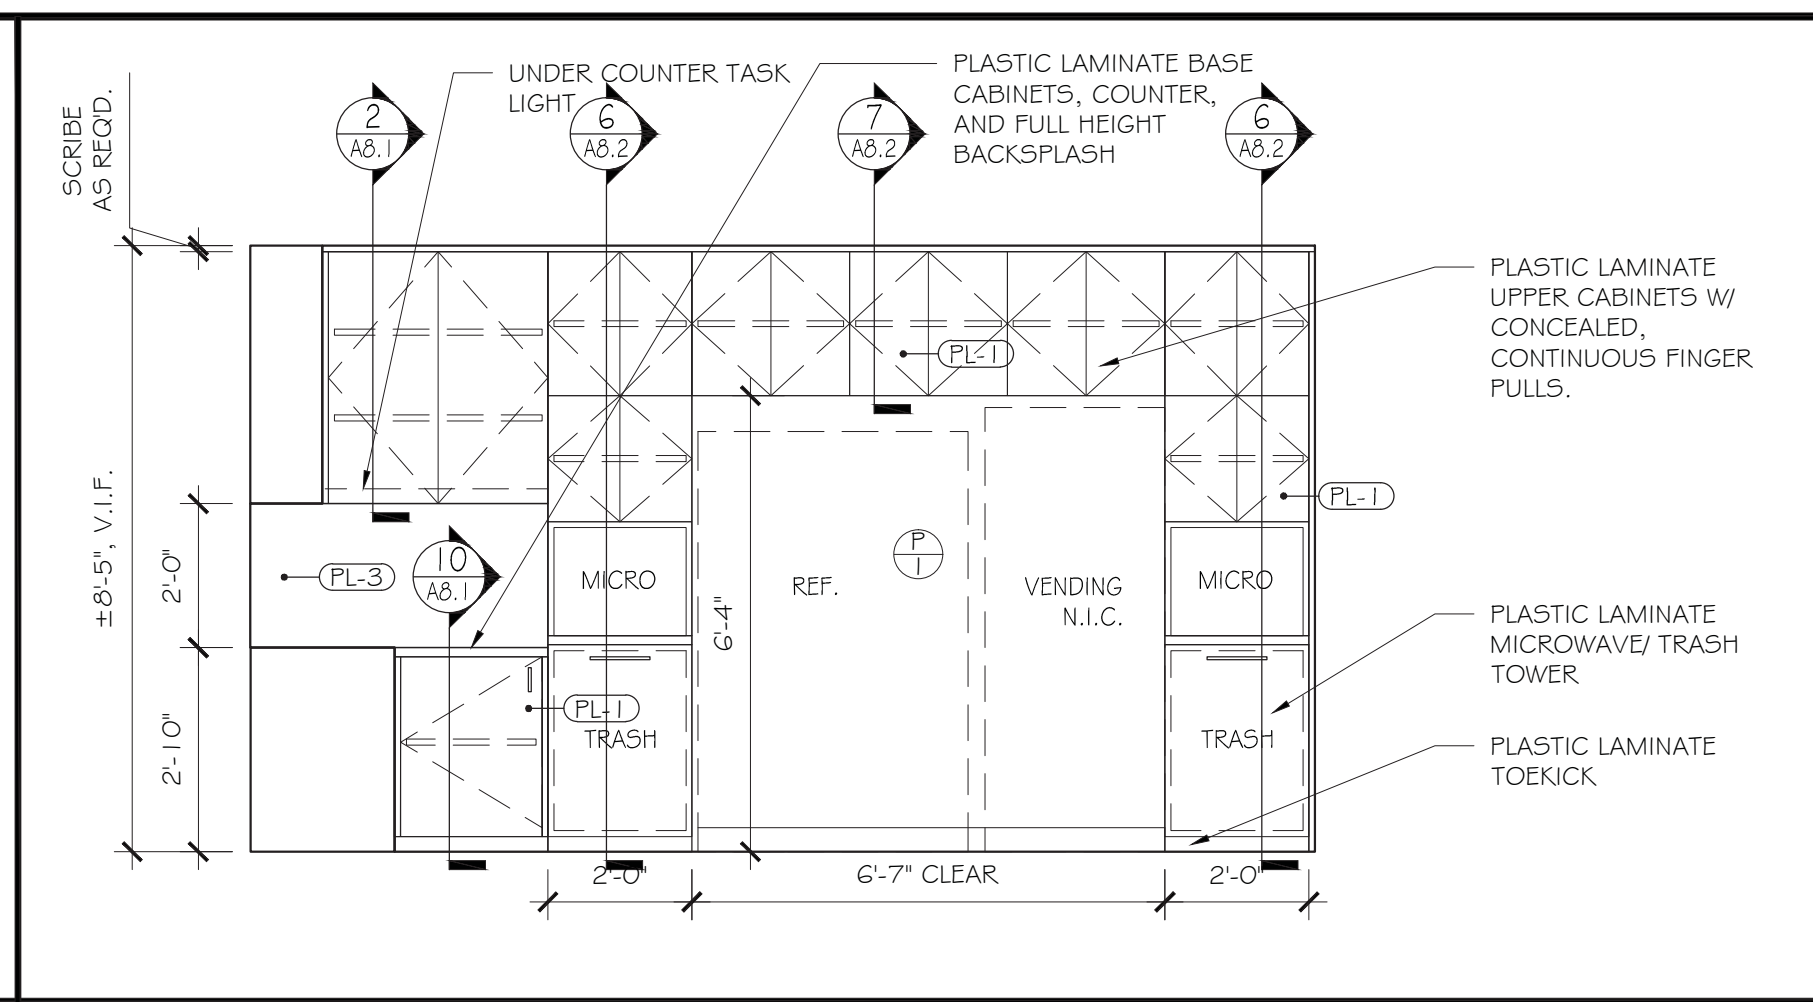 UNDER COUNTER TASK
LIGHT
PLASTIC LAMINATE BASE
CABINETS, COUNTER,
AND FULL HEIGHT
BACKSPLASH
SCRIBE
AS REQ'D.
2
A8.1
6
A8.2
7
A8.2
6
A8.2
PLASTIC LAMINATE
UPPER CABINETS W/
CONCEALED,
CONTINUOUS FINGER
PULLS.
PL-1
PL-1
±8'-5", V.I.F.
2'-0"
2'-10"
PL-3
10
A8.1
MICRO
REF.
P
1
VENDING
N.I.C.
MICRO
6'-4"
PLASTIC LAMINATE
MICROWAVE/ TRASH
TOWER
PL-1
TRASH
TRASH
PLASTIC LAMINATE
TOEKICK
2'-0"
6'-7" CLEAR
2'-0"